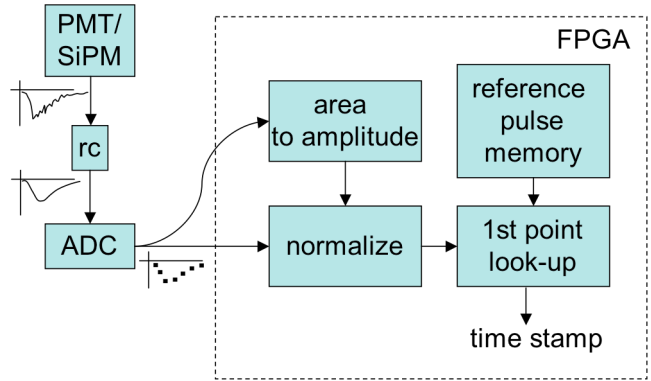 PMT/
SiPM
FPGA
area
to amplitude
reference
pulse
memory
rc
ADC
normalize
1st point
look-up
time stamp